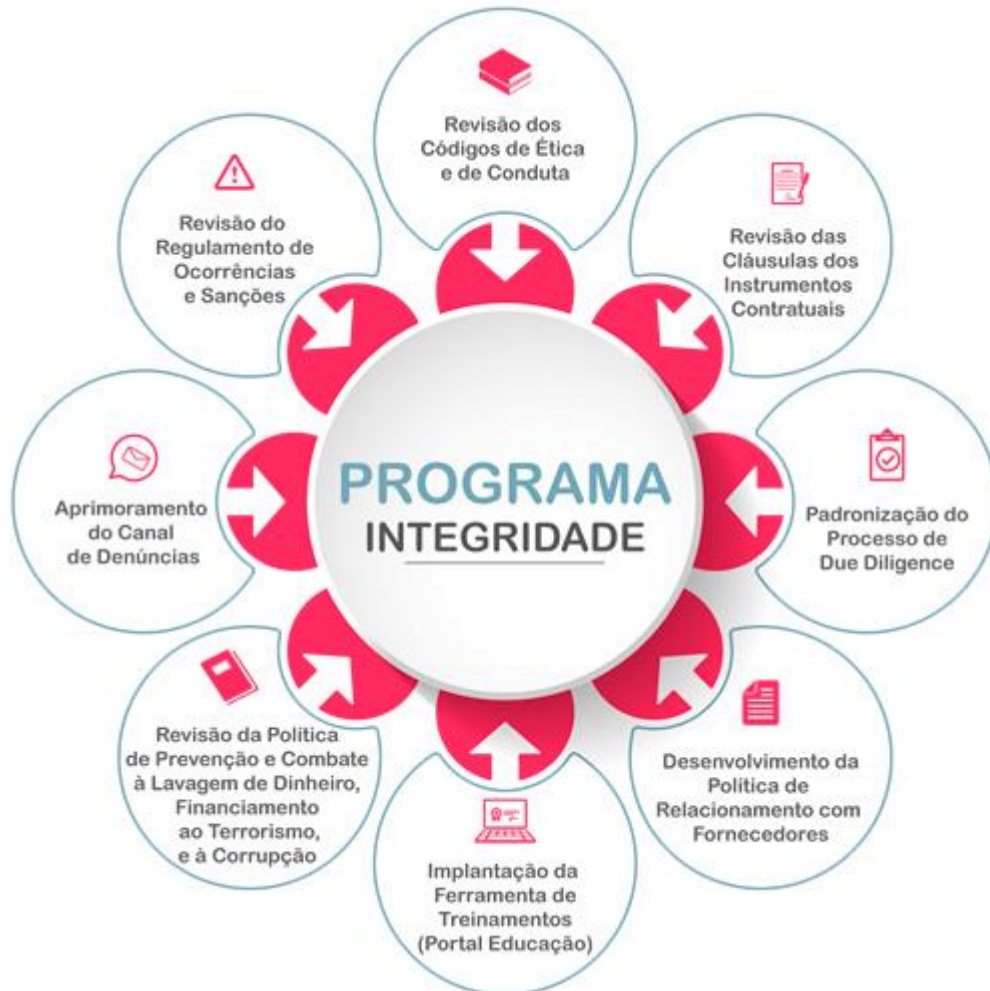 Revisão dos
Códigos de Ética
e de Conduta
Revisão das
Cláusulas dos
Instrumentos
Contratuais
Padronização do
Processo de
Due Diligence
Desenvolvimento da
Política de
Relacionamento com
Fornecedores
Implantação da
Ferramenta de
Treinamentos
(Portal Educação)
Revisão da Política
de Prevenção e Combate
à Lavagem de Dinheiro,
Financiamento
ao Terrorismo,
e à Corrupção
Aprimoramento
do Canal
de Denúncias
Revisão do
Regulamento de
Ocorrências
e Sanções
PROGRAMA
INTEGRIDADE